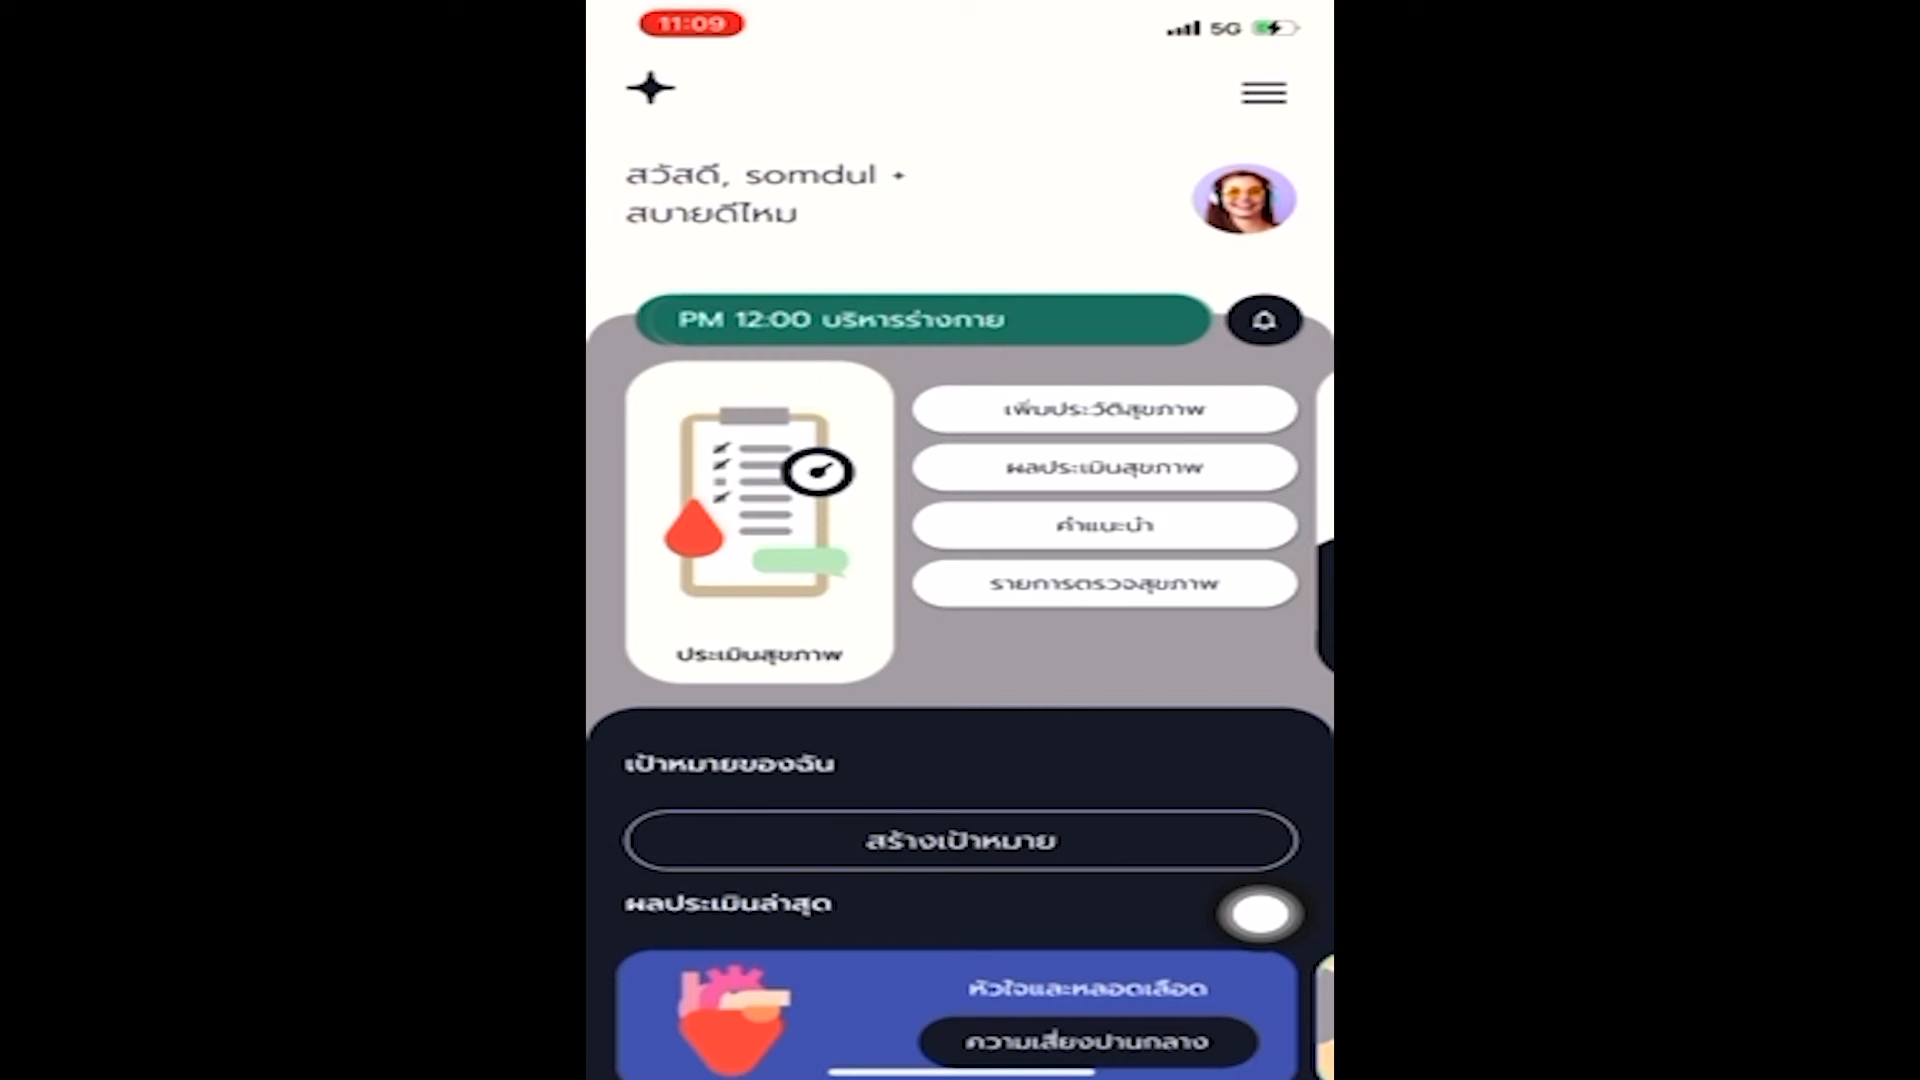 11:09
5G
สวัสดี, somdul
สบายดีไหม
PM 12:00 บริหารร่างกาย
เพิ่มประวัติสุขภาพ
ผลประเมินสุขภาพ
คำแนะนำ
รายการตรวจสุขภาพ
ประเมินสุขภาพ
เป้าหมายของฉัน
สร้างเป้าหมาย
ผลประเมินล่าสุด
หัวใจและหลอดเลือด
ความเสี่ยงปานกลาง